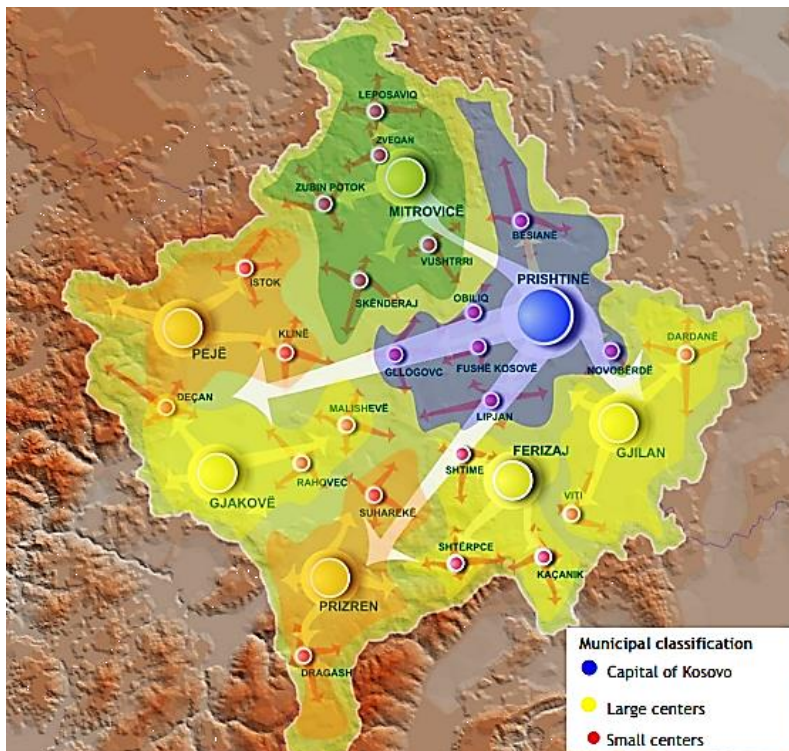 LEPOSAVIQ
ZVEQAN
ZUBIN POTOK
MITROVICË
BESIANË
VUSHTRRI
ISTOK
SKËNDERAJ
PRISHTINË
OBILIQ
PEJË
KLINË
DARDANË
GLLOGOVC
FUSHË KOSOVË
NOVOBËRDË
DEÇAN
MALISHEVË
LIPJAN
FERIZAJ
GJILAN
SHTIME
RAHOVEC
GJAKOVË
SUHAREKË
VITI
SHTËRPCE
KAÇANIK
PRIZREN
DRAGASH
Municipal classification
Capital of Kosovo
Large centers
Small centers